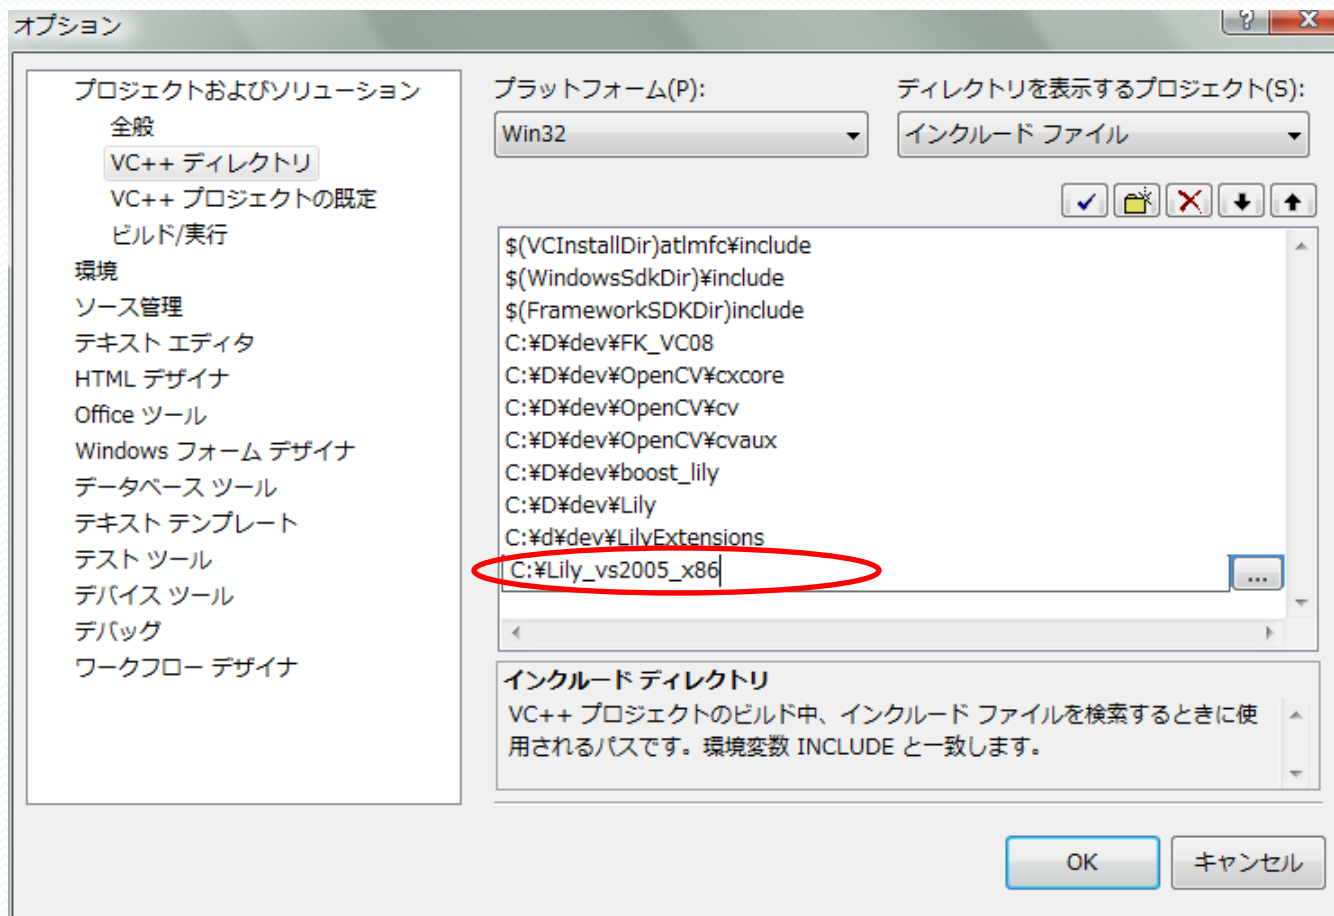 オプション
プロジェクトおよびソリューション
全般
VC++ ディレクトリ
VC++ プロジェクトの既定
ビルド/実行
環境
ソース管理
テキスト エディタ
HTML デザイナ
Office ツール
Windows フォーム デザイナ
データベース ツール
テキスト テンプレート
テスト ツール
デバイス ツール
デバッグ
ワークフロー デザイナ
プラットフォーム(P):
Win32
ディレクトリを表示するプロジェクト(S):
インクルード ファイル
$(VCInstallDir)atlmfc¥include
$(WindowsSdkDir)¥include
$(FrameworkSDKDir)include
C:¥D¥dev¥FK_VC08
C:¥D¥dev¥OpenCV¥cxcore
C:¥D¥dev¥OpenCV¥cv
C:¥D¥dev¥OpenCV¥cvaux
C:¥D¥dev¥boost_lily
C:¥D¥dev¥Lily
C:¥d¥dev¥LilyExtensions
C:¥Lily_vs2005_x86
...
インクルード ディレクトリ
VC++ プロジェクトのビルド中、インクルード ファイルを検索するときに使
用されるパスです。環境変数 INCLUDE と一致します。
OK
キャンセル